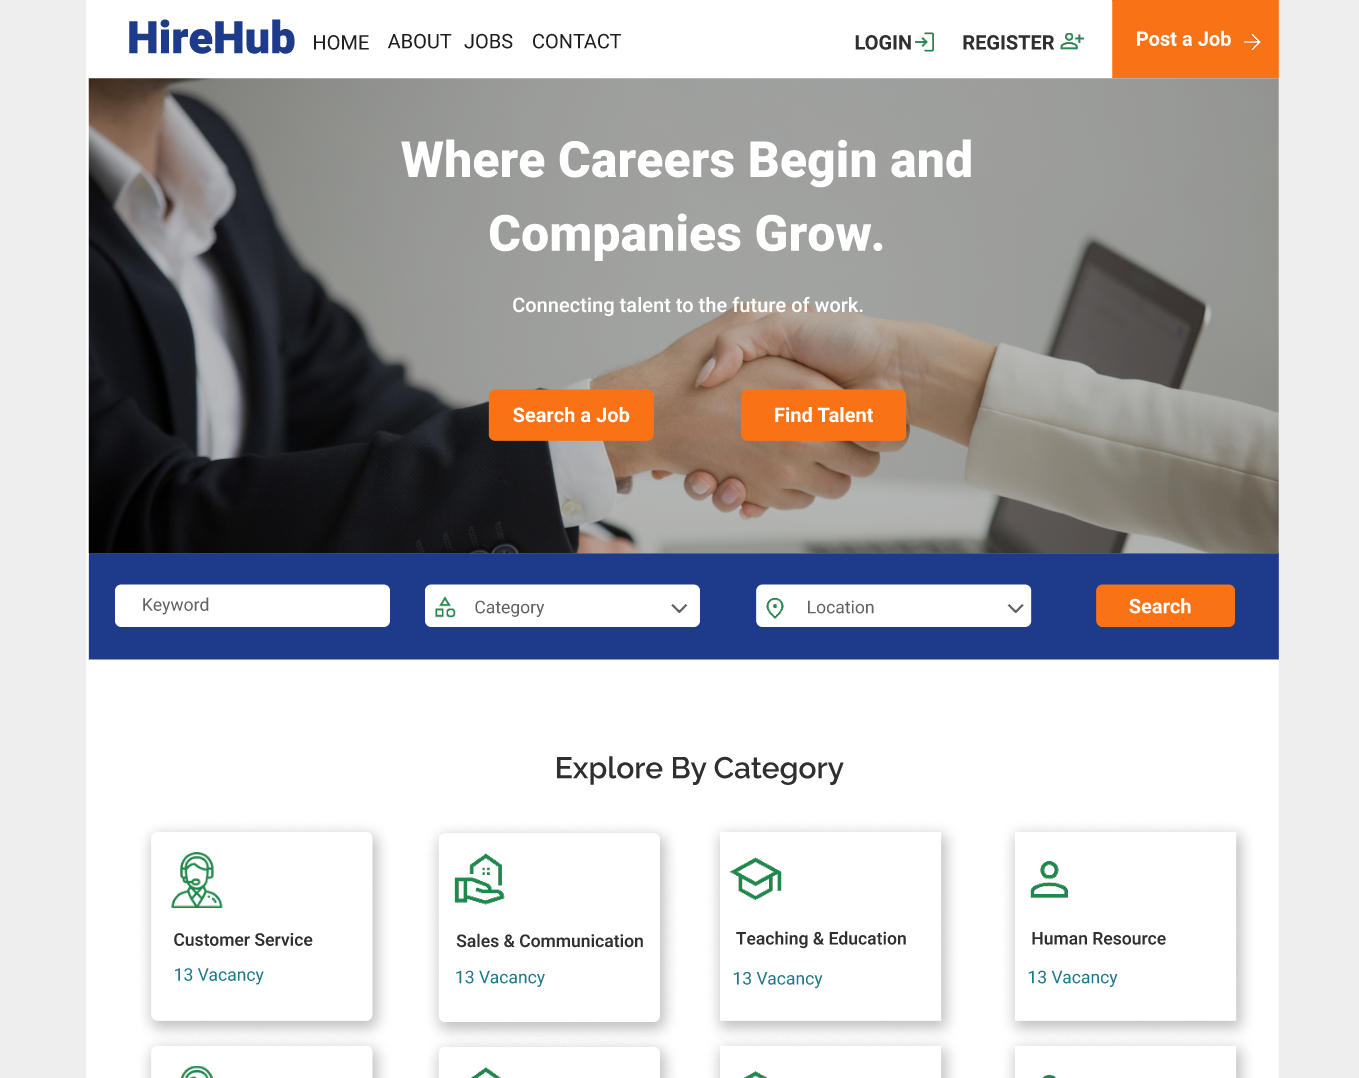 HireHub
HOME ABOUT JOBS CONTACT
LOGIN REGISTER
Post a Job
Where Careers Begin and
Companies Grow.
Connecting talent to the future of work.
Search a Job
Find Talent
Keyword
Category
Location
Search
Explore By Category
Customer Service
13 Vacancy
Sales & Communication
13 Vacancy
Teaching & Education
13 Vacancy
Human Resource
13 Vacancy